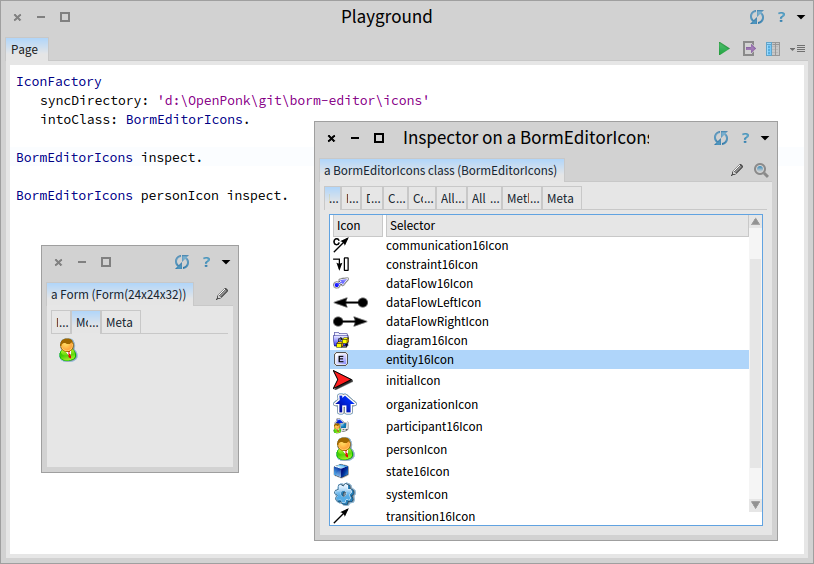 Playground
?
Page
IconFactory
syncDirectory: 'd:\OpenPonk\git\borm-editor\icons'
intoClass: BormEditorIcons.
BormEditorIcons inspect.
BormEditorIcons personIcon inspect.
?
a Form (Form(24x24x32))
I... Mo... Meta
Inspector on a BormEditorIcons
?
a BormEditorIcons class (BormEditorIcons)
... I... C... All... All ... Met... Meta
Icon Selector
communication16Icon
constraint16Icon
dataFlow16Icon
dataFlowLeftIcon
dataFlowRightIcon
diagram16Icon
E entity16Icon
initialIcon
organizationIcon
participant16Icon
personIcon
state16Icon
systemIcon
transition16Icon